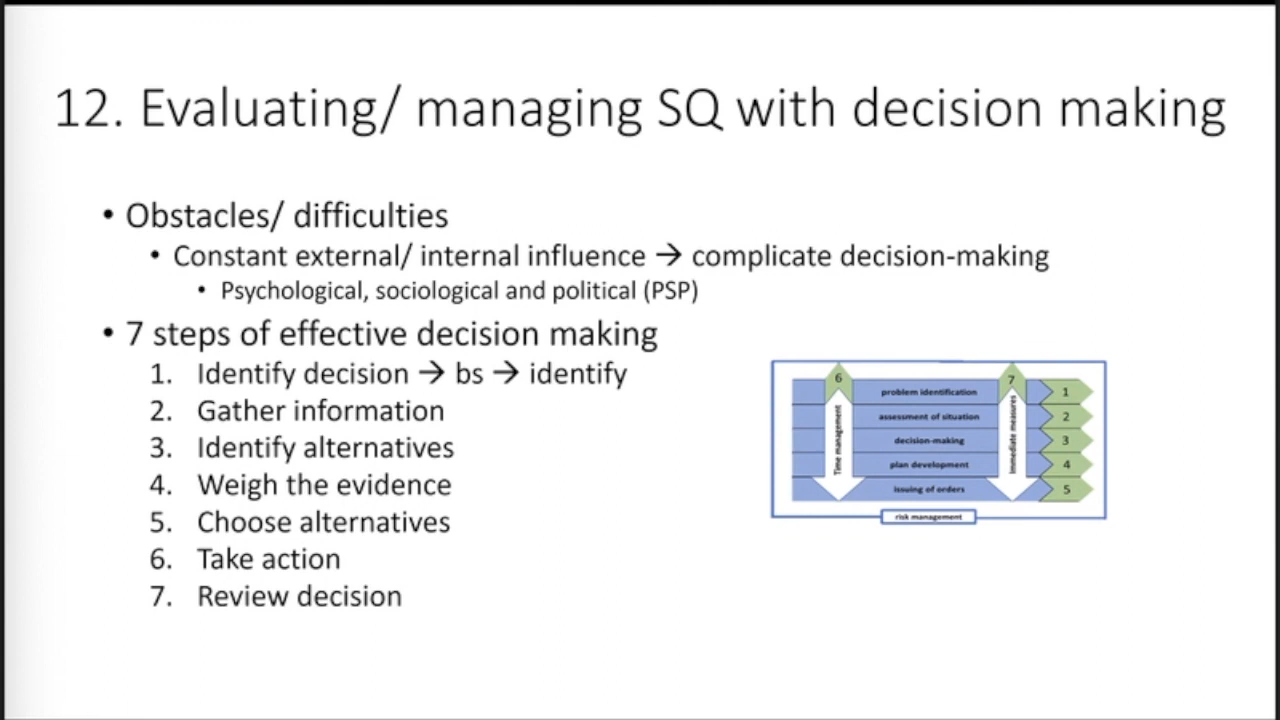 12. Evaluating/ managing SQ with decision making
• Obstacles/ difficulties
• Constant external/ internal influence → complicate decision-making
• Psychological, sociological and political (PSP)
• 7 steps of effective decision making
1. Identify decision → bs → identify
2. Gather information
3. Identify alternatives
4. Weigh the evidence
5. Choose alternatives
6. Take action
7. Review decision
6
7
Time management
Immediate measures
problem identification 1
assessment of situation 2
decision-making 3
plan development 4
issuing of orders 5
risk management